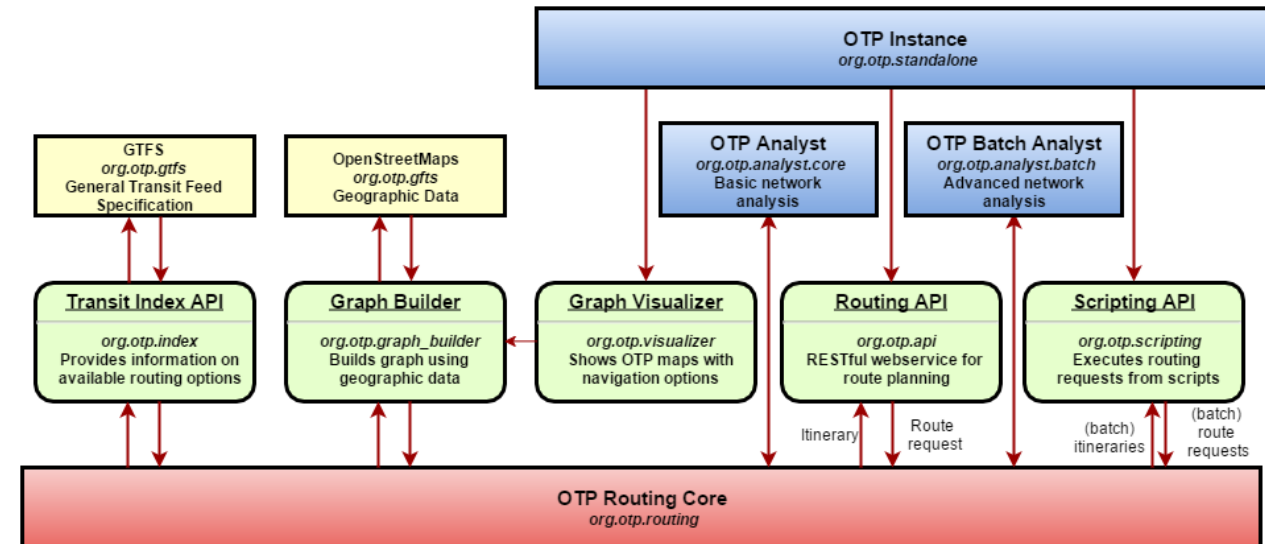 OTP Instance
org.otp.standalone
GTFS
org.otp.gtfs
General Transit Feed
Specification
OpenStreetMaps
org.otp.gfts
Geographic Data
OTP Analyst
org.otp.analyst.core
Basic network
analysis
OTP Batch Analyst
org.otp.analyst.batch
Advanced network
analysis
Transit Index API
org.otp.index
Provides information on
available routing options
Graph Builder
org.otp.graph_builder
Builds graph using
geographic data
Graph Visualizer
org.otp.visualizer
Shows OTP maps with
navigation options
Routing API
org.otp.api
RESTful webservice for
route planning
Scripting API
org.otp.scripting
Executes routing
requests from scripts
Itinerary
Route
request
(batch)
itineraries
(batch)
route
requests
OTP Routing Core
org.otp.routing